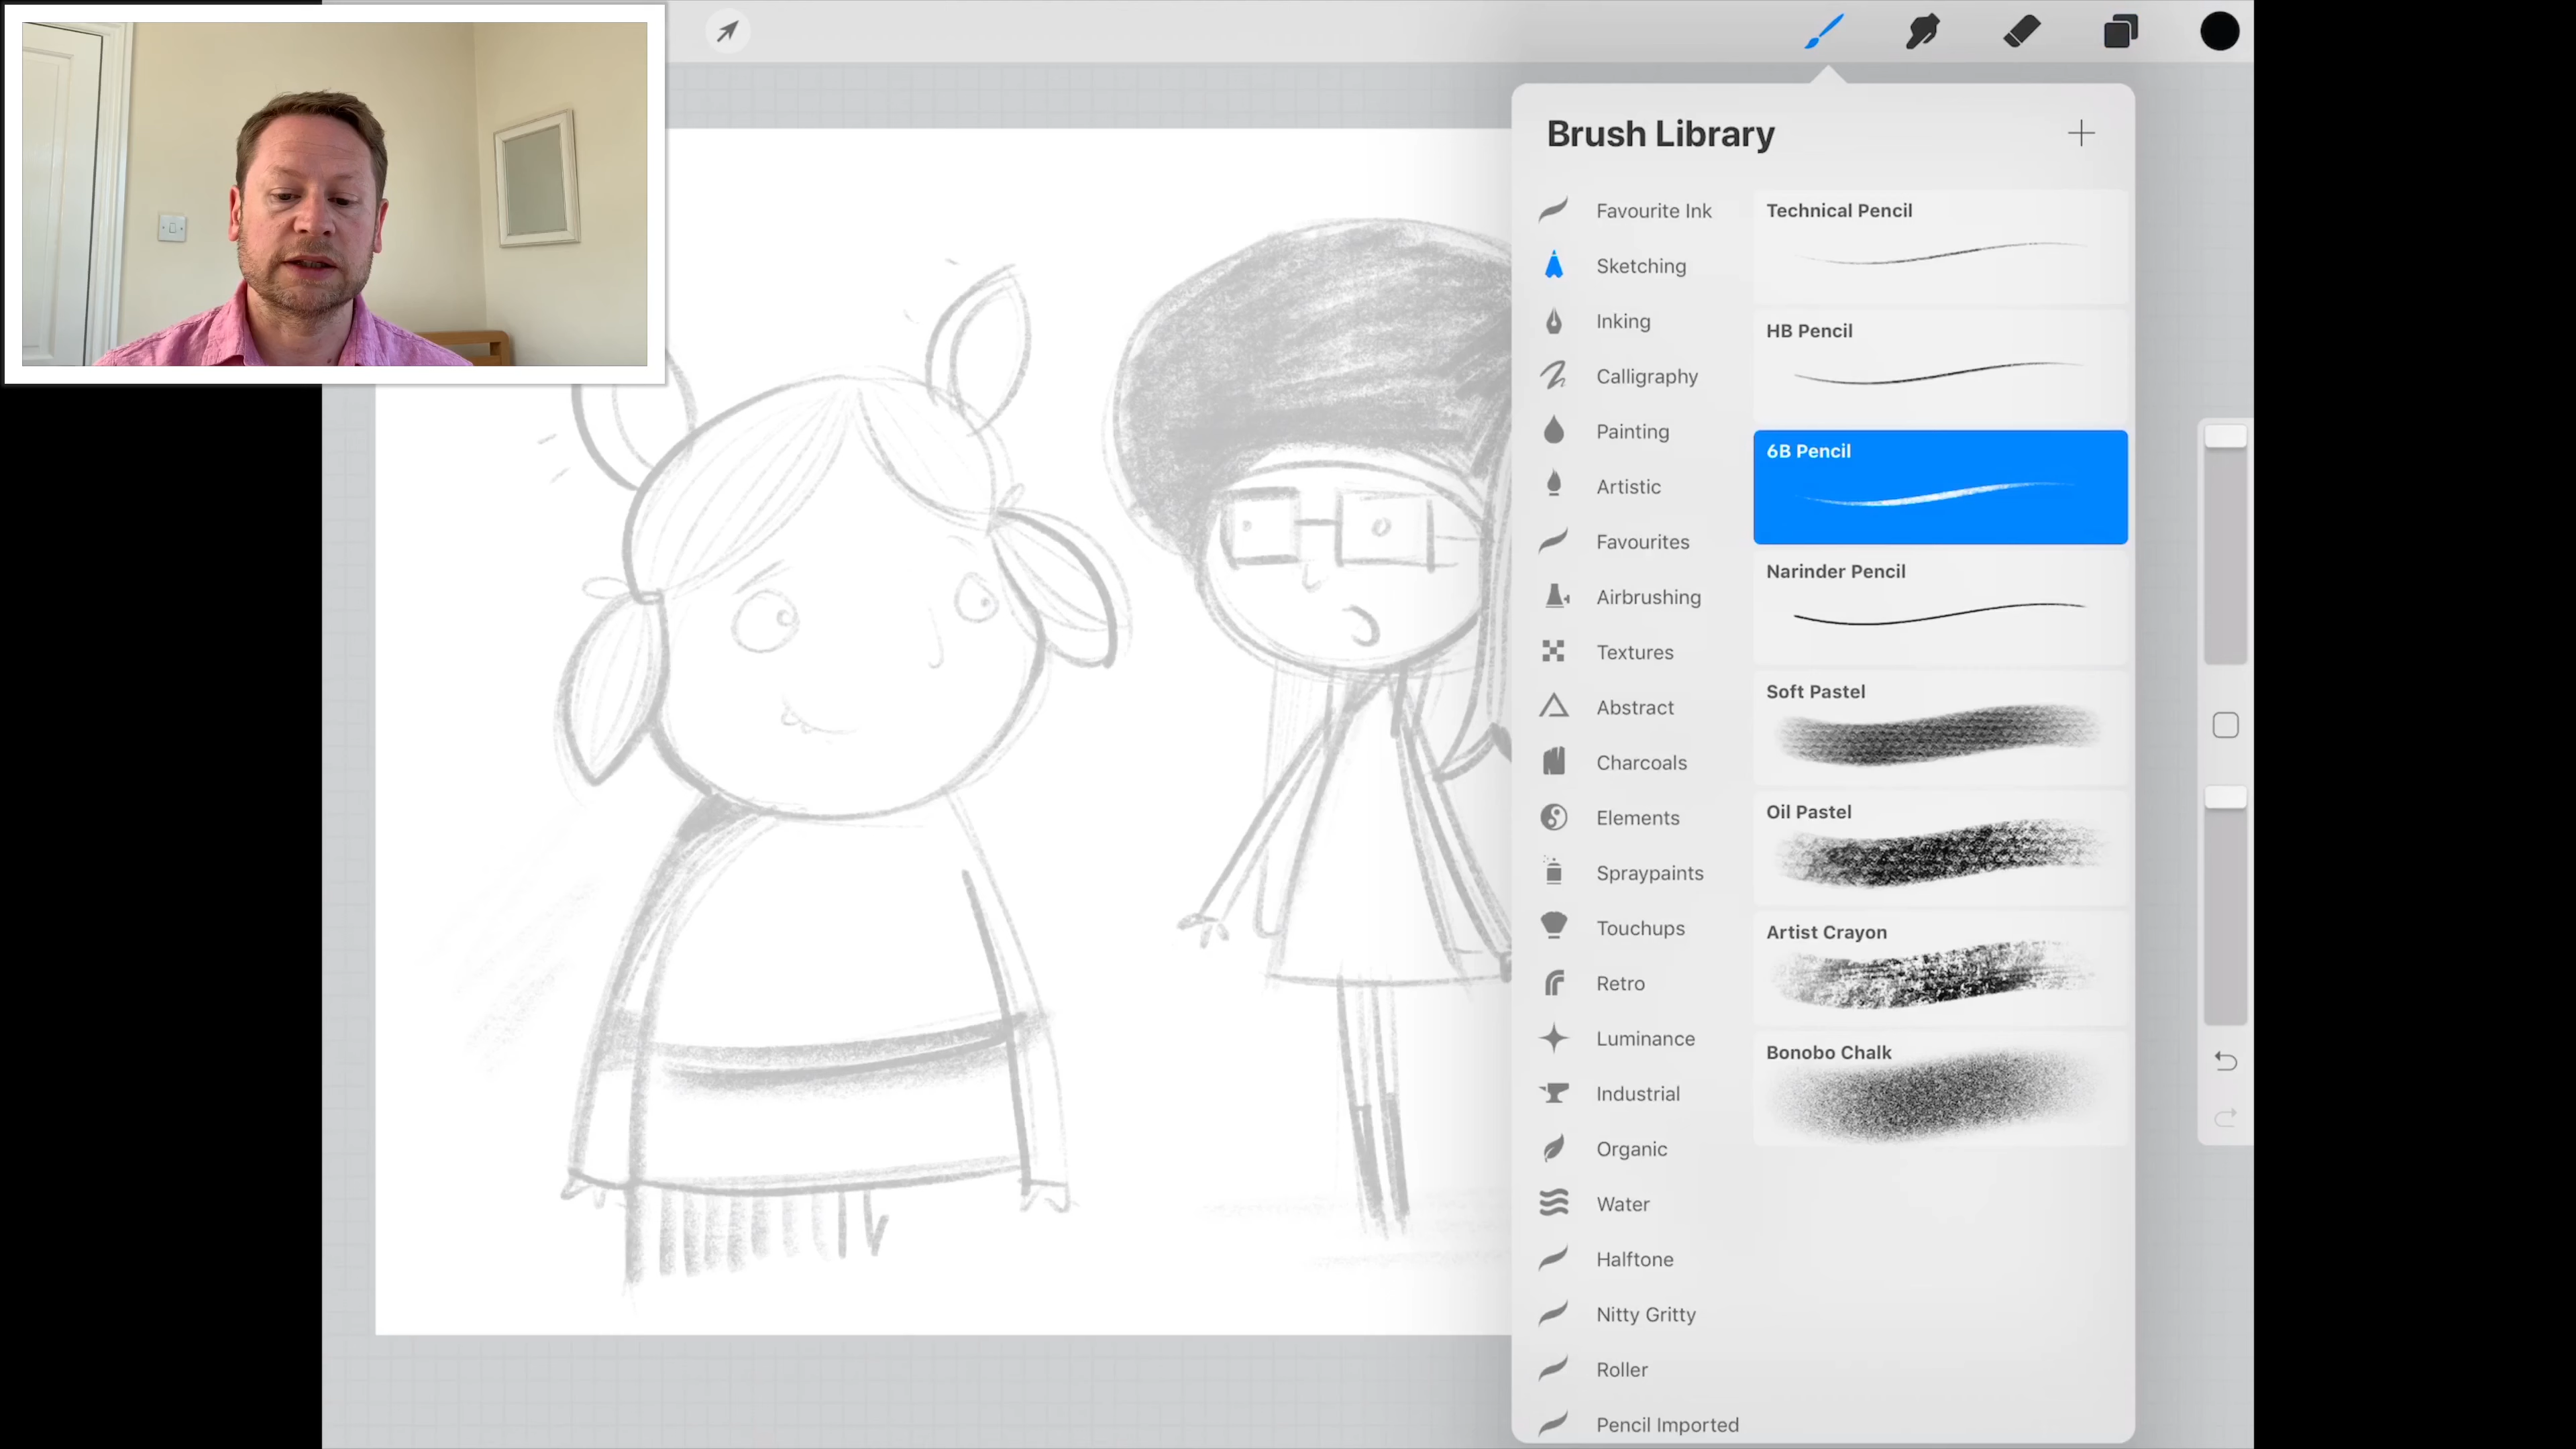 Brush Library
Favourite Ink
Sketching
Inking
Calligraphy
Painting
Artistic
Favourites
Airbrushing
Textures
Abstract
Charcoals
Elements
Spraypaints
Touchups
Retro
Luminance
Industrial
Organic
Water
Halftone
Nitty Gritty
Roller
Pencil Imported
Technical Pencil
HB Pencil
6B Pencil
Narinder Pencil
Soft Pastel
Oil Pastel
Artist Crayon
Bonobo Chalk